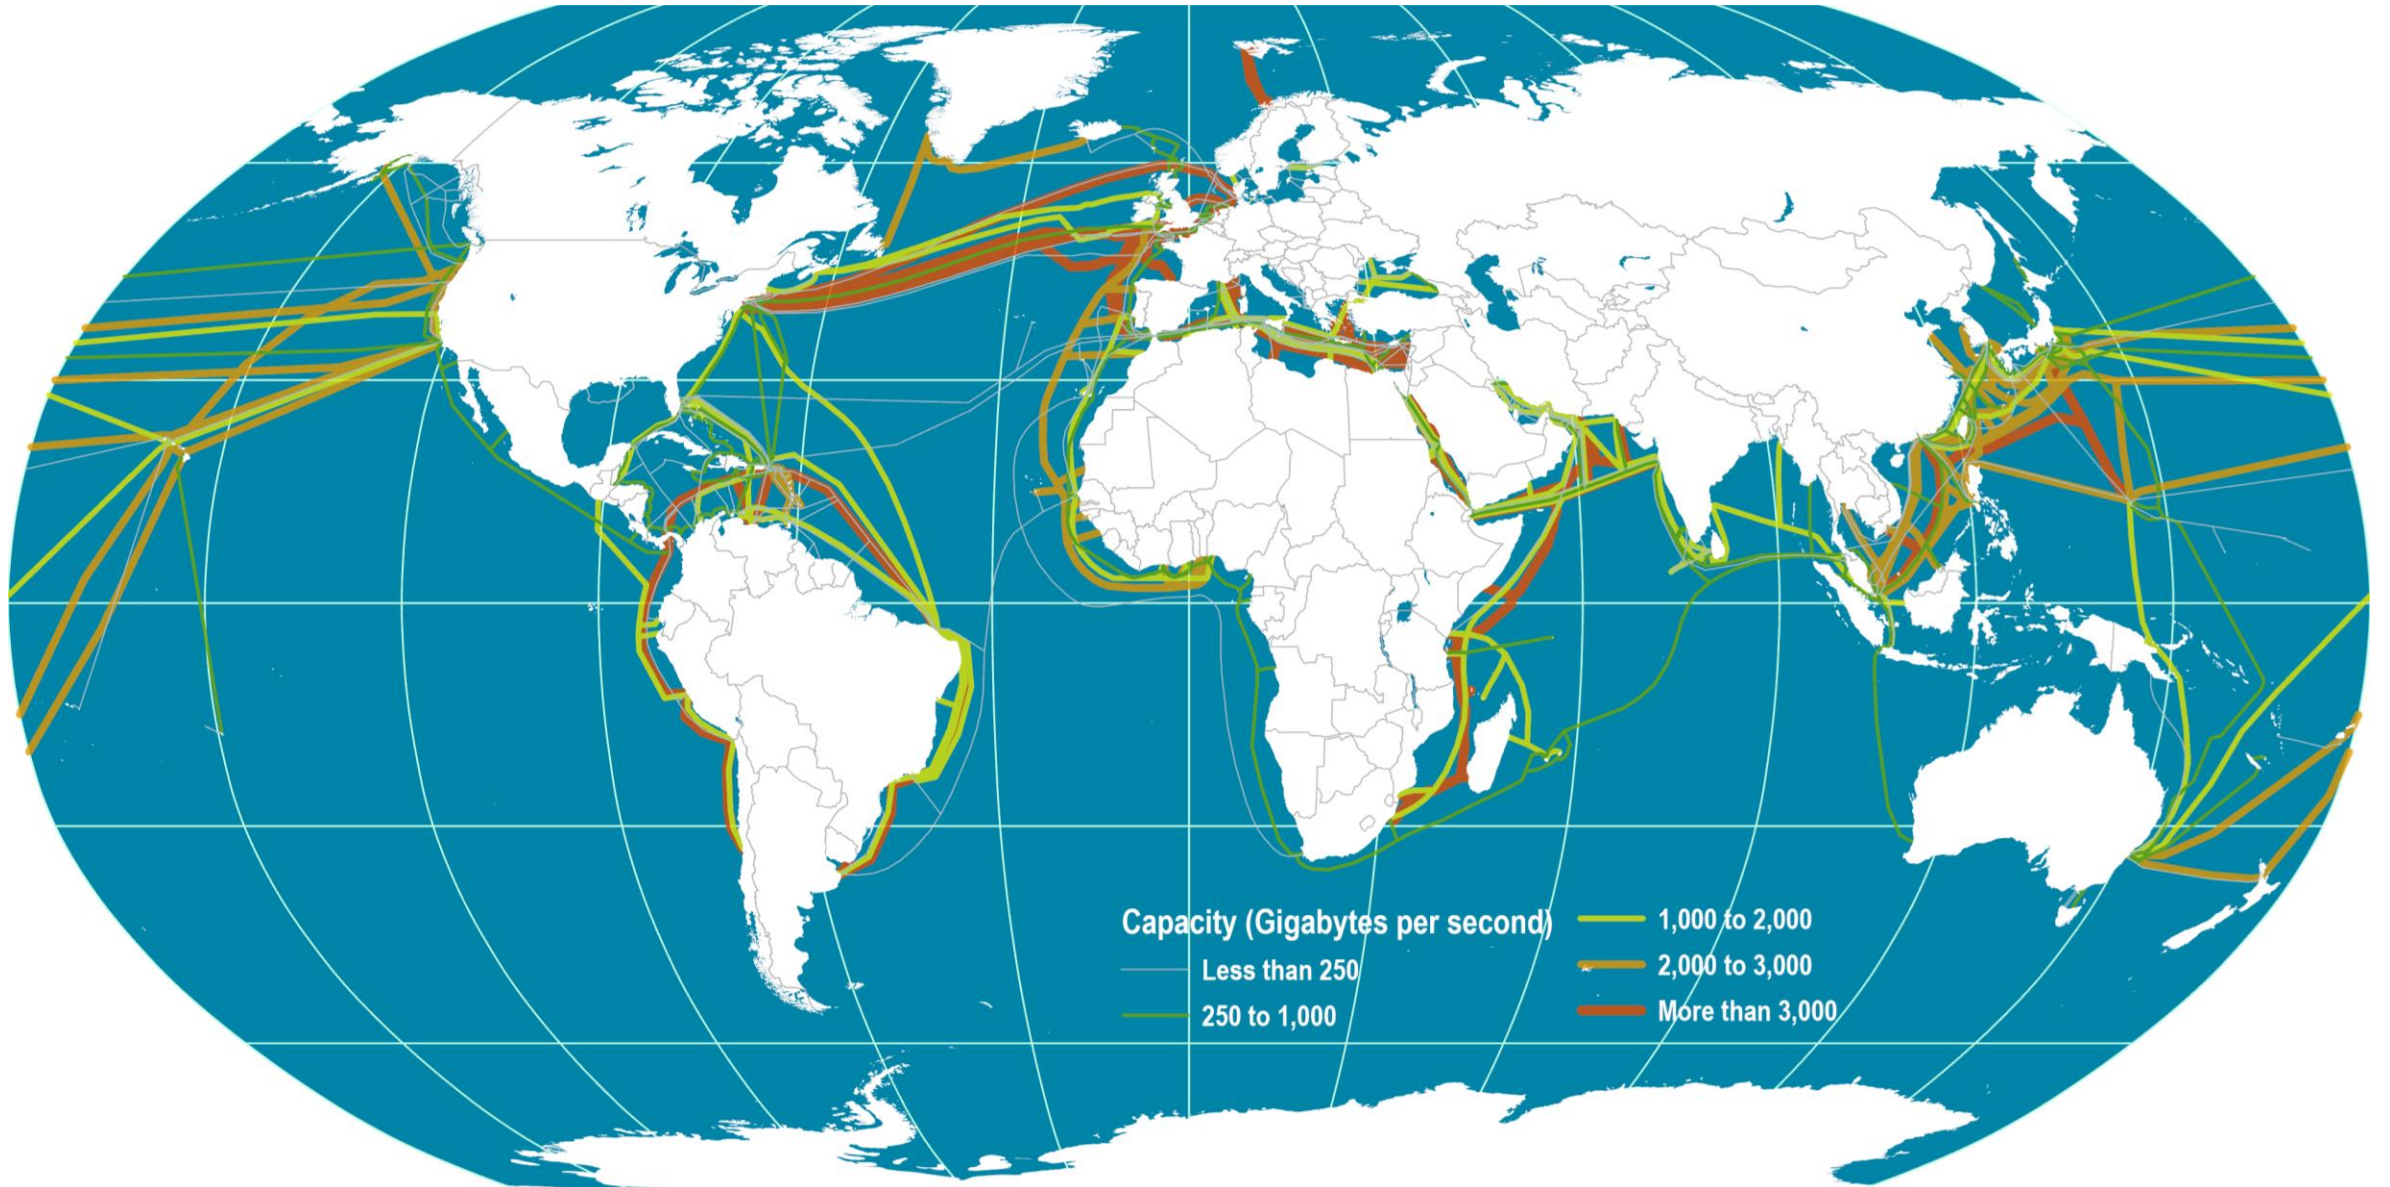 Capacity (Gigabytes per second)
Less than 250
250 to 1,000
1,000 to 2,000
2,000 to 3,000
More than 3,000